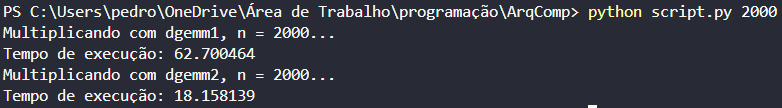 PS C:\Users\pedro\OneDrive\Área de Trabalho\programação\ArqComp> python script.py 2000
Multiplicando com dgemm1, n = 2000...
Tempo de execução: 62.700464
Multiplicando com dgemm2, n = 2000...
Tempo de execução: 18.158139